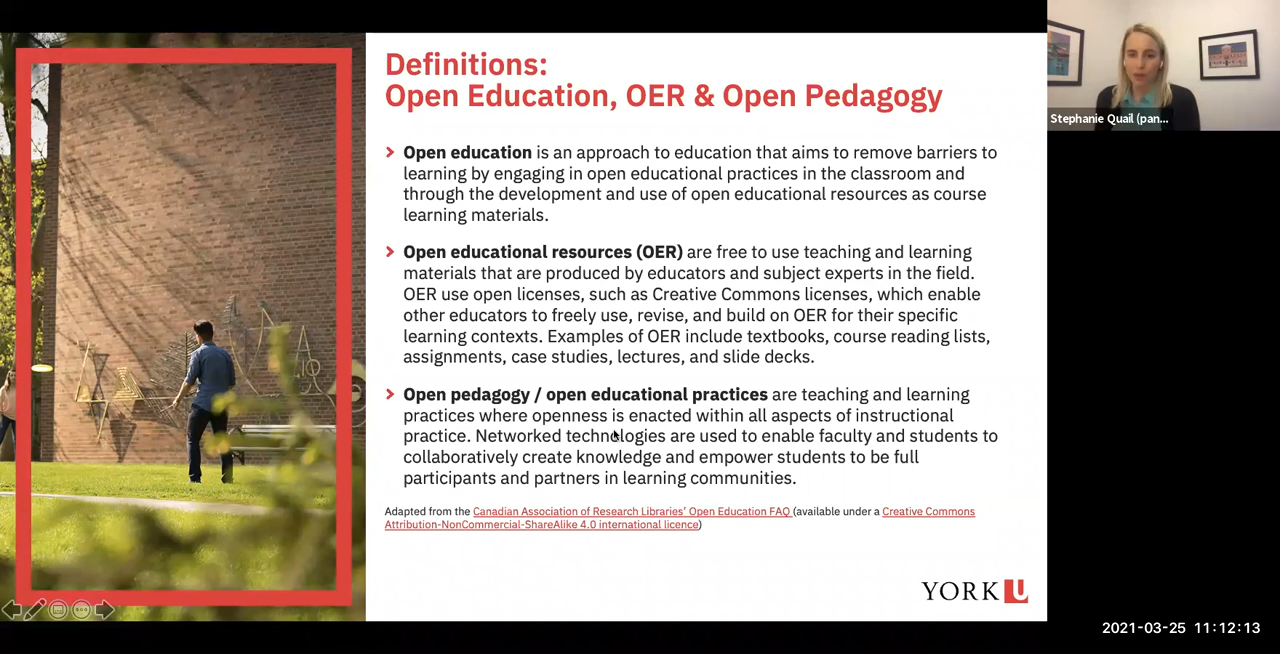 Definitions:
Open Education, OER & Open Pedagogy
Open education is an approach to education that aims to remove barriers to
learning by engaging in open educational practices in the classroom and
through the development and use of open educational resources as course
learning materials.
Open educational resources (OER) are free to use teaching and learning
materials that are produced by educators and subject experts in the field.
OER use open licenses, such as Creative Commons licenses, which enable
other educators to freely use, revise, and build on OER for their specific
learning contexts. Examples of OER include textbooks, course reading lists,
assignments, case studies, lectures, and slide decks.
Open pedagogy / open educational practices are teaching and learning
practices where openness is enacted within all aspects of instructional
practice. Networked technologies are used to enable faculty and students to
collaboratively create knowledge and empower students to be full
participants and partners in learning communities.
Adapted from the Canadian Association of Research Libraries' Open Education FAQ (available under a Creative Commons
Attribution-NonCommercial-ShareAlike 4.0 international licence)
YORK U
Stephanie Quail (pan...
2021-03-25 11:12:13